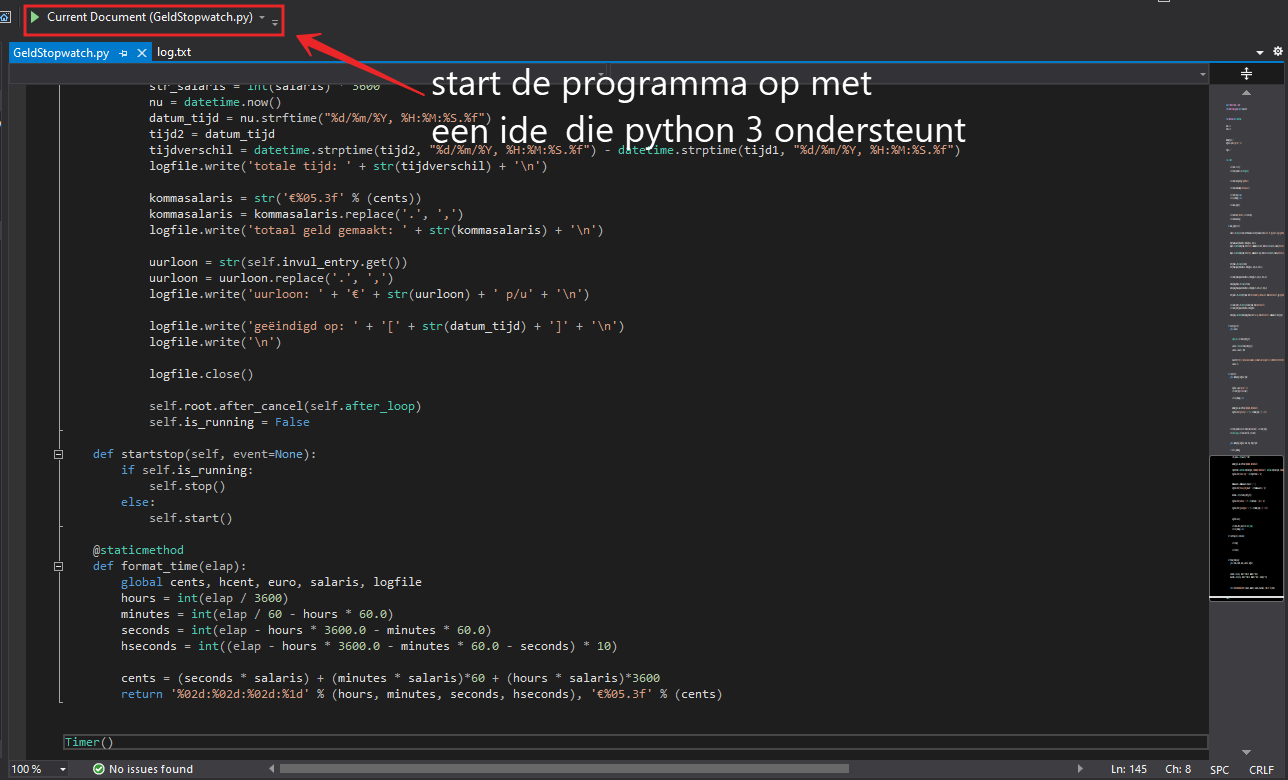 Current Document (GeldStopwatch.py)
GeldStopwatch.py log.txt
start de programma op met
een ide die python 3 ondersteunt
str_salaris = int(salaris) * 3600
nu = datetime.now()
datum_tijd = nu.strftime("%d/%m/%Y, %H:%M:%S.%f")
tijd2 = datum_tijd
tijdverschil = datetime.strptime(tijd2, "%d/%m/%Y, %H:%M:%S.%f") - datetime.strptime(tijd1, "%d/%m/%Y, %H:%M:%S.%f")
logfile.write('totale tijd: ' + str(tijdverschil) + '\n')
kommasalaris = str('€%05.3f' % (cents))
kommasalaris = kommasalaris.replace('.', ',')
logfile.write('totaal geld gemaakt: ' + str(kommasalaris) + '\n')
uurloon = str(self.invul_entry.get())
uurloon = uurloon.replace('.', ',')
logfile.write('uurloon: ' + '€' + str(uurloon) + ' p/u' + '\n')
logfile.write('geëindigd op: ' + '[' + str(datum_tijd) + ']' + '\n')
logfile.write('\n')
logfile.close()
self.root.after_cancel(self.after_loop)
self.is_running = False
def startstop(self, event=None):
if self.is_running:
self.stop()
else:
self.start()
@staticmethod
def format_time(elap):
global cents, hcent, euro, salaris, logfile
hours = int(elap / 3600)
minutes = int(elap / 60 - hours * 60.0)
seconds = int(elap - hours * 3600.0 - minutes * 60.0)
hseconds = int((elap - hours * 3600.0 - minutes * 60.0 - seconds) * 10)
cents = (seconds * salaris) + (minutes * salaris)*60 + (hours * salaris)*3600
return '%02d:%02d:%02d:%1d' % (hours, minutes, seconds, hseconds), '€%05.3f' % (cents)
Timer()
100 % No issues found Ln: 145 Ch: 8 SPC CRLF